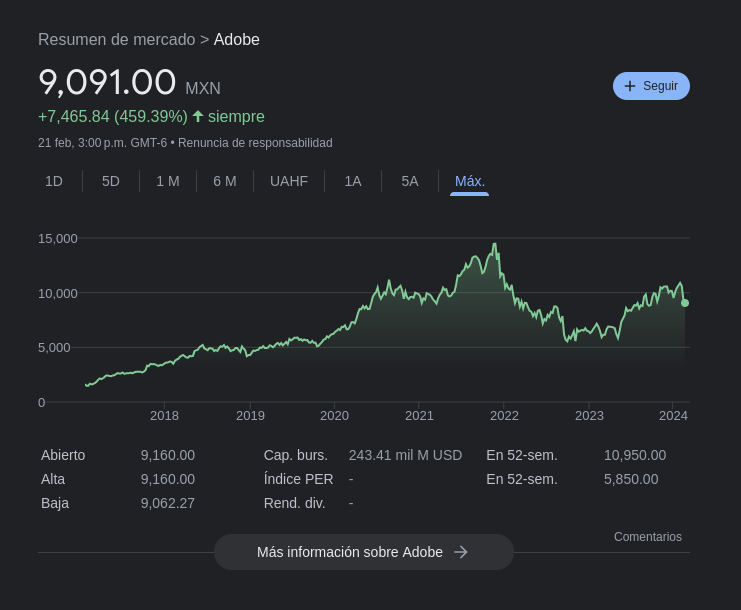 Resumen de mercado > Adobe
9,091.00 MXN
+ Seguir
+7,465.84 (459.39%) ↑ siempre
21 feb, 3:00 p.m. GMT-6 • Renuncia de responsabilidad
1D 5D 1 M 6 M UAHF 1A 5A Máx.
15,000
10,000
5,000
0
2018 2019 2020 2021 2022 2023 2024
Abierto 9,160.00 Cap. burs. 243.41 mil M USD En 52-sem. 10,950.00
Alta 9,160.00 Índice PER - En 52-sem. 5,850.00
Baja 9,062.27 Rend. div. -
Comentarios
Más información sobre Adobe →